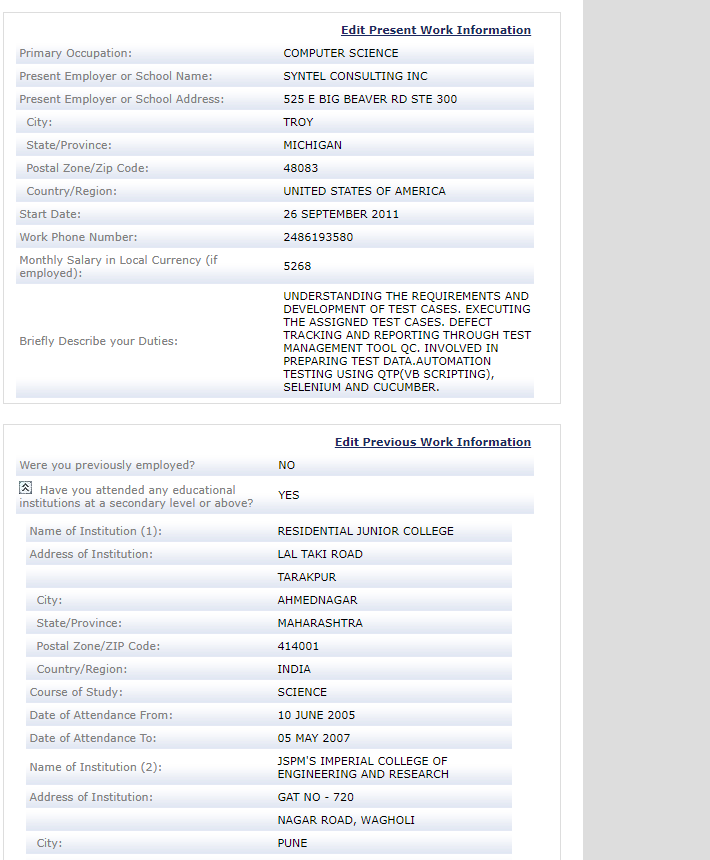 Edit Present Work Information
Primary Occupation: COMPUTER SCIENCE
Present Employer or School Name: SYNTEL CONSULTING INC
Present Employer or School Address: 525 E BIG BEAVER RD STE 300
City: TROY
State/Province: MICHIGAN
Postal Zone/Zip Code: 48083
Country/Region: UNITED STATES OF AMERICA
Start Date: 26 SEPTEMBER 2011
Work Phone Number: 2486193580
Monthly Salary in Local Currency (if
employed): 5268
Briefly Describe your Duties: UNDERSTANDING THE REQUIREMENTS AND
DEVELOPMENT OF TEST CASES. EXECUTING
THE ASSIGNED TEST CASES. DEFECT
TRACKING AND REPORTING THROUGH TEST
MANAGEMENT TOOL QC. INVOLVED IN
PREPARING TEST DATA.AUTOMATION
TESTING USING QTP(VB SCRIPTING),
SELENIUM AND CUCUMBER.
Edit Previous Work Information
Were you previously employed? NO
Have you attended any educational
institutions at a secondary level or above? YES
Name of Institution (1): RESIDENTIAL JUNIOR COLLEGE
Address of Institution: LAL TAKI ROAD
TARAKPUR
City: AHMEDNAGAR
State/Province: MAHARASHTRA
Postal Zone/ZIP Code: 414001
Country/Region: INDIA
Course of Study: SCIENCE
Date of Attendance From: 10 JUNE 2005
Date of Attendance To: 05 MAY 2007
Name of Institution (2): JSPM'S IMPERIAL COLLEGE OF
ENGINEERING AND RESEARCH
Address of Institution: GAT NO - 720
NAGAR ROAD, WAGHOLI
City: PUNE